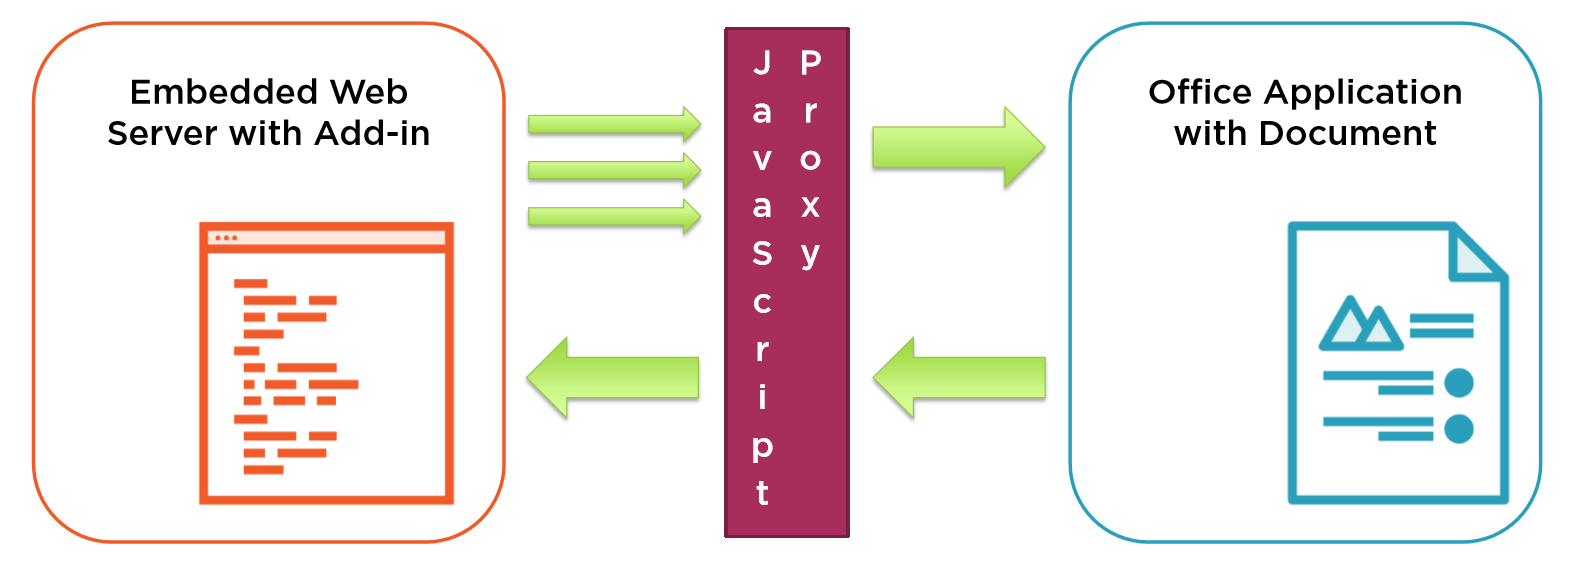 Embedded Web
Server with Add-in
JavaScript
Proxy
Office Application
with Document